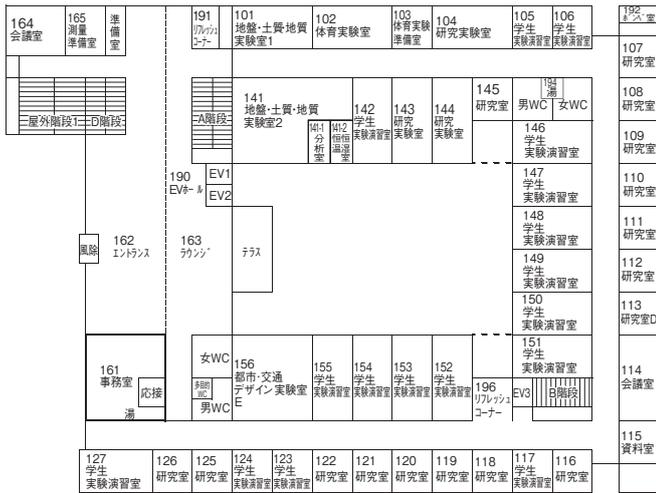 164
会議室
165
測量
準備室
準
備
室
191
ﾘﾌﾚｯｼｭ
ｺｰﾅｰ
101
地盤・土質・地質
実験室1
102
体育実験
103
体育実験
準備室
104
研究実験室
105
学生
実験演習室
106
学生
実験演習室
192
ﾎﾞﾝﾍﾞ室
107
研究室
屋外階段1
D階段
A階段
141
地盤・土質・地質
実験室2
141-1
分
析
室
141-2
恒恒
温湿
室
142
学生
実験演習室
143
研究
実験室
144
研究
実験室
145
研究室
194
湯
男WC
女WC
108
研究室
146
学生
実験演習室
109
研究室
190
EVﾎｰﾙ
EV1
EV2
147
学生
実験演習室
110
研究室
148
学生
実験演習室
111
研究室
風除
162
ｴﾝﾄﾗﾝｽ
163
ﾗｳﾝｼﾞ
ﾃﾗｽ
149
学生
実験演習室
112
研究室
150
学生
実験演習室
113
研究室D
161
事務室
応接
湯
女WC
多目的
WC
男WC
156
都市・交通
デザイン実験室
E
155
学生
実験演習室
154
学生
実験演習室
153
学生
実験演習室
152
学生
実験演習室
151
学生
実験演習室
196
ﾘﾌﾚｯｼｭ
ｺｰﾅｰ
EV3
B階段
114
会議室
115
資料室
127
学生
実験演習室
126
研究室
125
研究室
124
学生
実験演習室
123
学生
実験演習室
122
研究室
121
研究室
120
研究室
119
研究室
118
研究室
117
学生
実験演習室
116
研究室